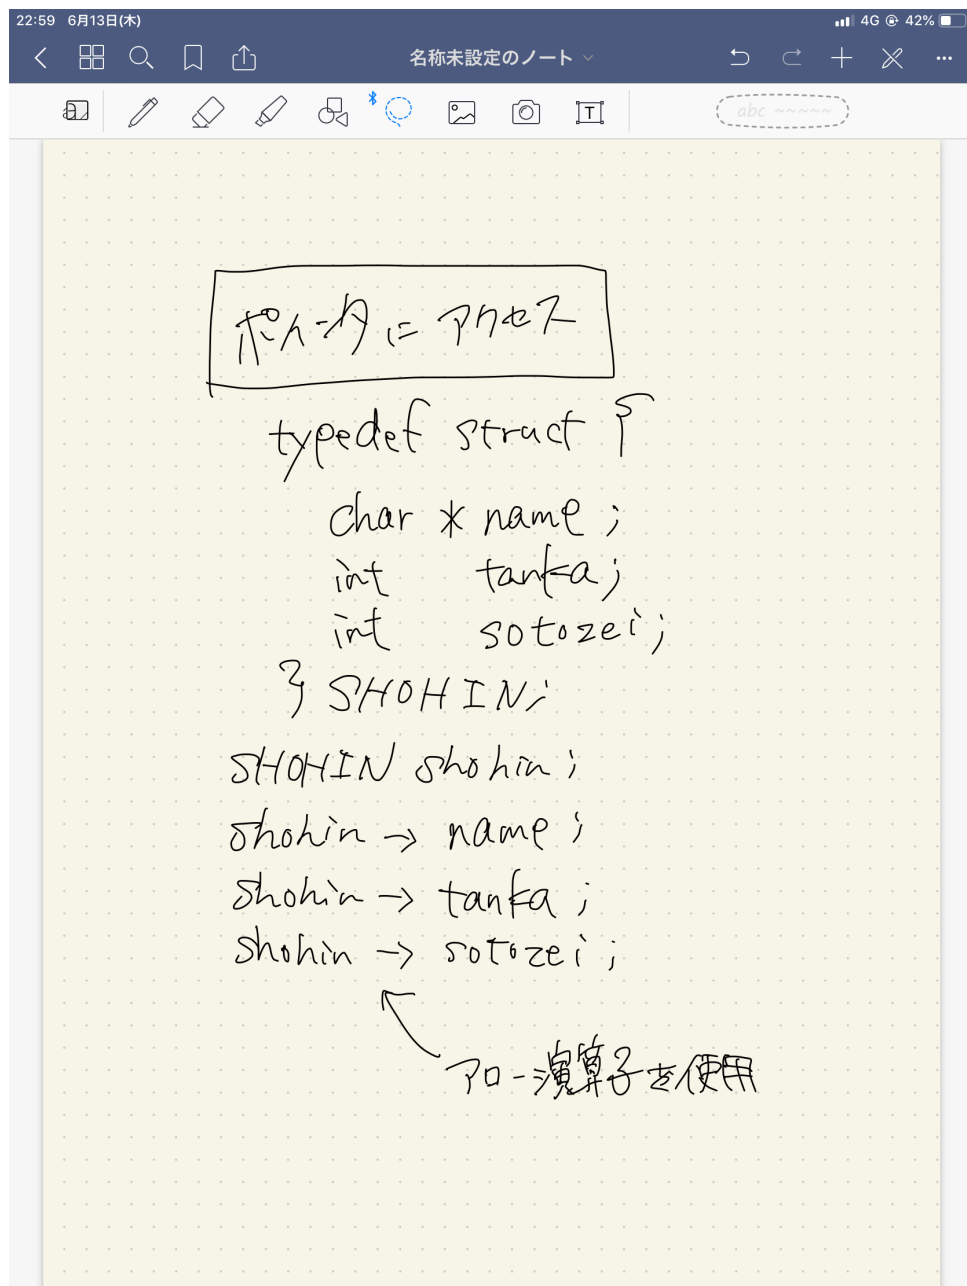 22:59 6月13日(木)
4G 42%
名称未設定のノート
T
abc ~~~~~
ポインタに アクセス
typedef struct {
char * name ;
int tanka ;
int sotozei ;
} SHOHIN ;
SHOHIN shohin ;
shohin → name ;
shohin → tanka ;
shohin → sotozei ;
アロー演算子を使用